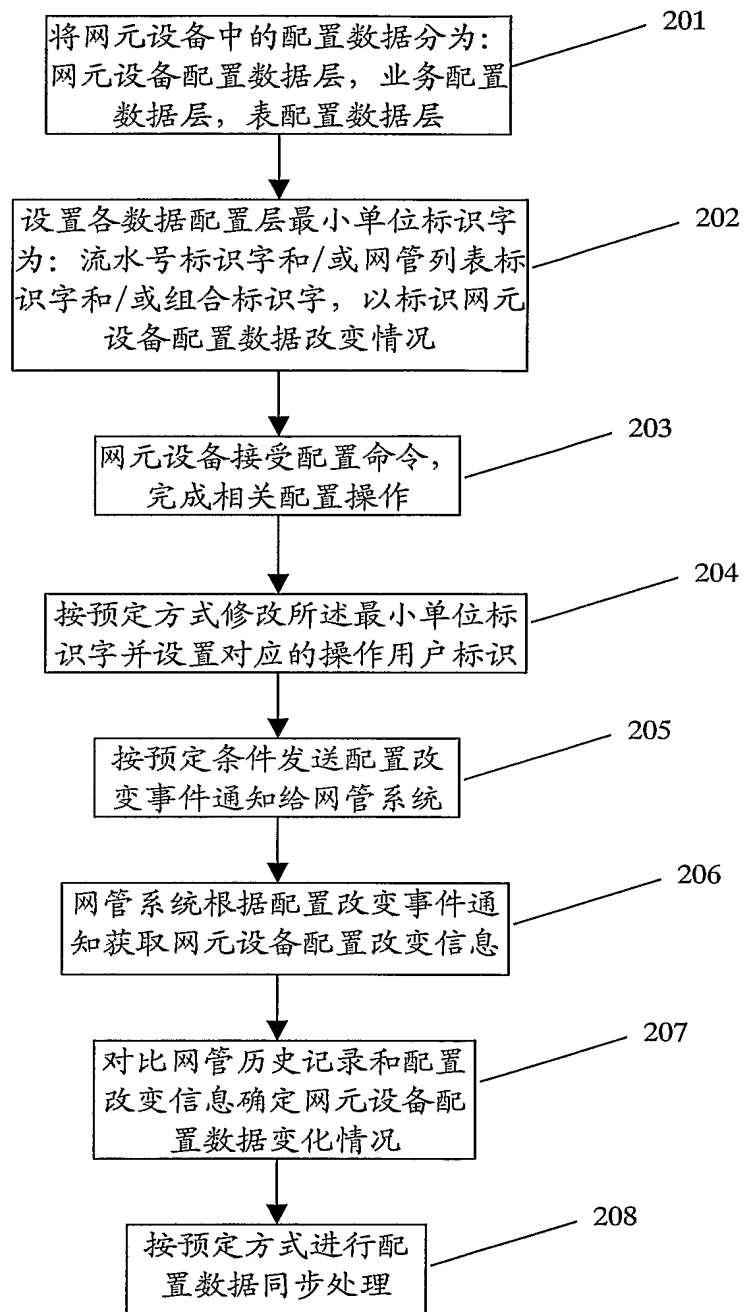 将网元设备中的配置数据分为：
网元设备配置数据层，业务配置
数据层，表配置数据层
201
设置各数据配置层最小单位标识字
为：流水号标识字和/或网管列表标
识字和/或组合标识字，以标识网元
设备配置数据改变情况
202
网元设备接受配置命令，
完成相关配置操作
203
按预定方式修改所述最小单位标
识字并设置对应的操作用户标识
204
按预定条件发送配置改
变事件通知给网管系统
205
网管系统根据配置改变事件通
知获取网元设备配置改变信息
206
对比网管历史记录和配置
改变信息确定网元设备配
置数据变化情况
207
按预定方式进行配
置数据同步处理
208